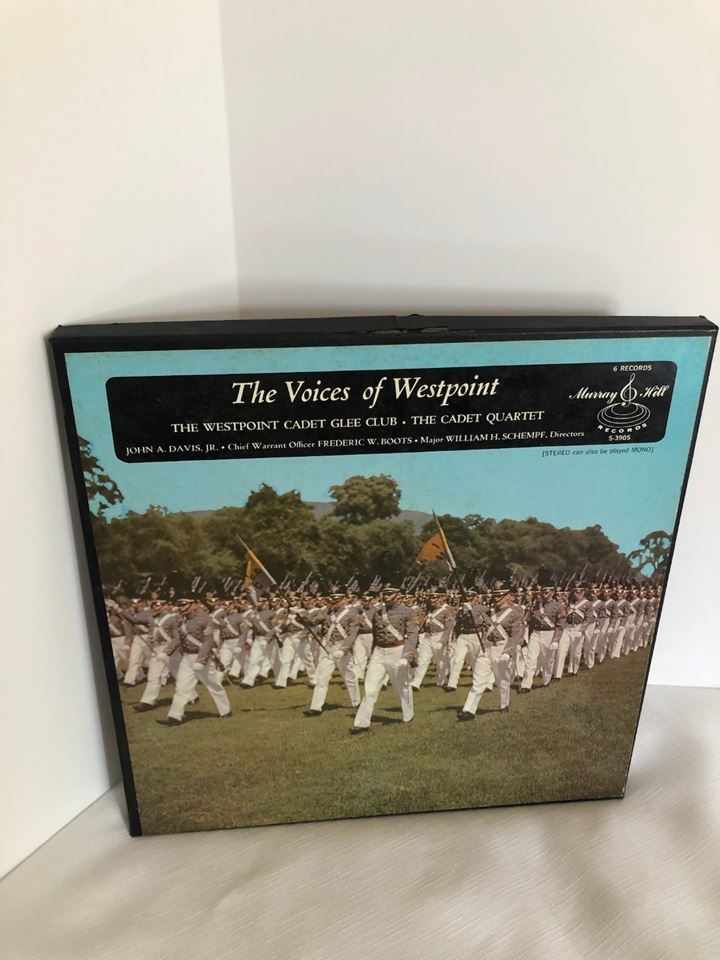 The Voices of Westpoint
THE WESTPOINT CADET GLEE CLUB • THE CADET QUARTET
JOHN A. DAVIS, JR. • Chief Warrant Officer FREDERIC W. BOOTS • Major WILLIAM H. SCHEMPF, Directors
6 RECORDS
Murray Hill
RECORDS
S-3905
[STEREO can also be played MONO]